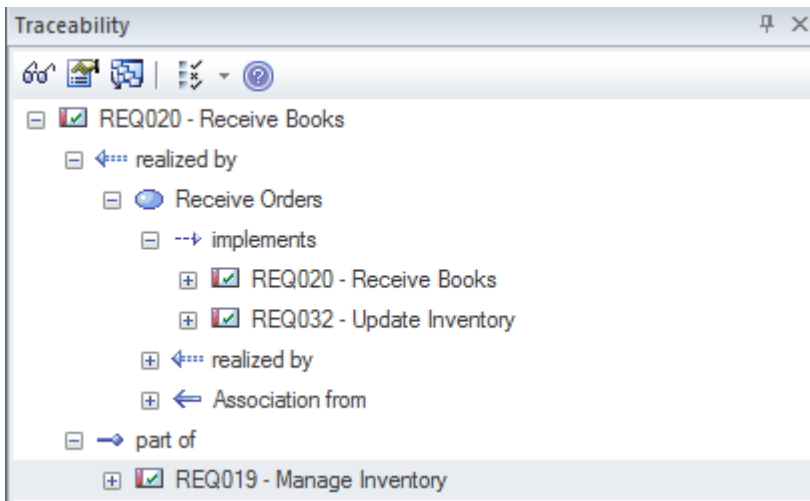 Traceability
REQ020 - Receive Books
realized by
Receive Orders
implements
REQ020 - Receive Books
REQ032 - Update Inventory
realized by
Association from
part of
REQ019 - Manage Inventory